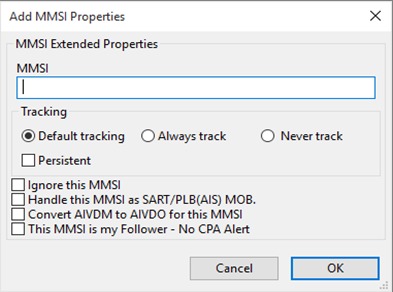 Add MMSI Properties
MMSI Extended Properties
MMSI
Tracking
Default tracking Always track Never track
Persistent
Ignore this MMSI
Handle this MMSI as SART/PLB(AIS) MOB.
Convert AIVDM to AIVDO for this MMSI
This MMSI is my Follower - No CPA Alert
Cancel OK